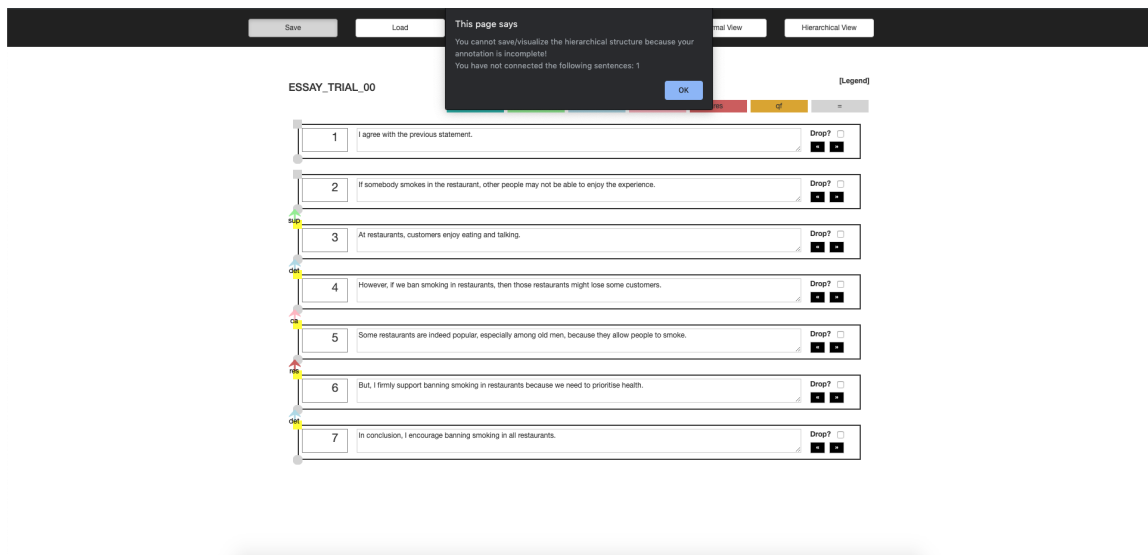 Save
Load
This page says
You cannot save/visualize the hierarchical structure because your
annotation is incomplete!
You have not connected the following sentences: 1
OK
mal View
Hierarchical View
ESSAY_TRIAL_00
[Legend]
res
qf
=
1
I agree with the previous statement.
Drop?
« »
2
If somebody smokes in the restaurant, other people may not be able to enjoy the experience.
Drop?
« »
sup
3
At restaurants, customers enjoy eating and talking.
Drop?
« »
det
4
However, if we ban smoking in restaurants, then those restaurants might lose some customers.
Drop?
« »
ca
5
Some restaurants are indeed popular, especially among old men, because they allow people to smoke.
Drop?
« »
res
6
But, I firmly support banning smoking in restaurants because we need to prioritise health.
Drop?
« »
det
7
In conclusion, I encourage banning smoking in all restaurants.
Drop?
« »